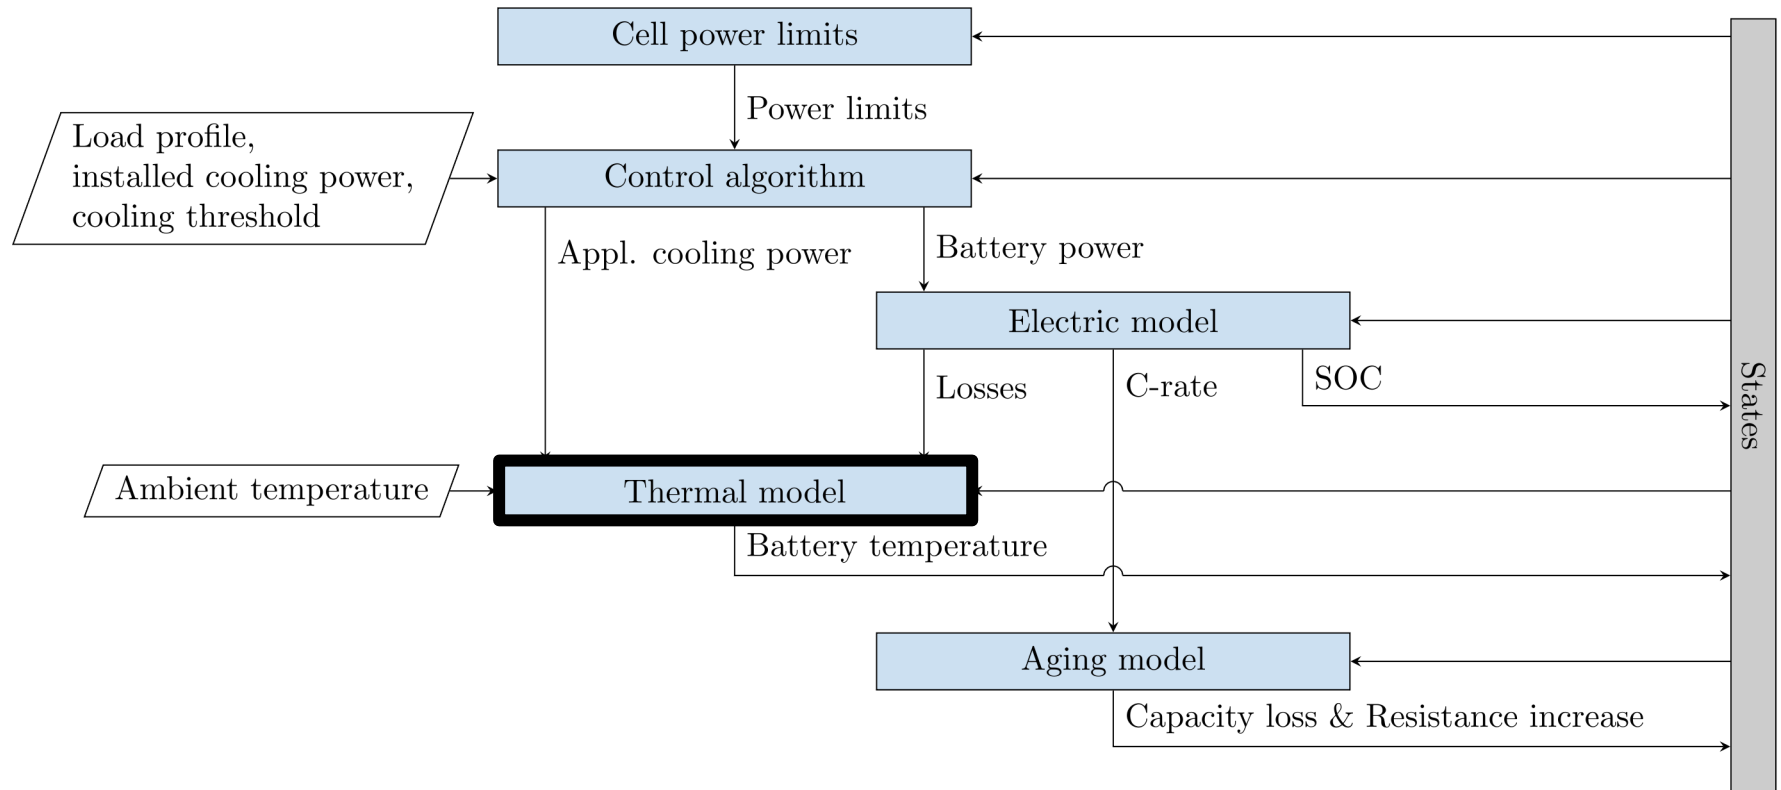 Cell power limits
Power limits
Load profile,
installed cooling power,
cooling threshold
Control algorithm
Appl. cooling power
Battery power
Electric model
Losses
C-rate
SOC
States
Ambient temperature
Thermal model
Battery temperature
Aging model
Capacity loss & Resistance increase